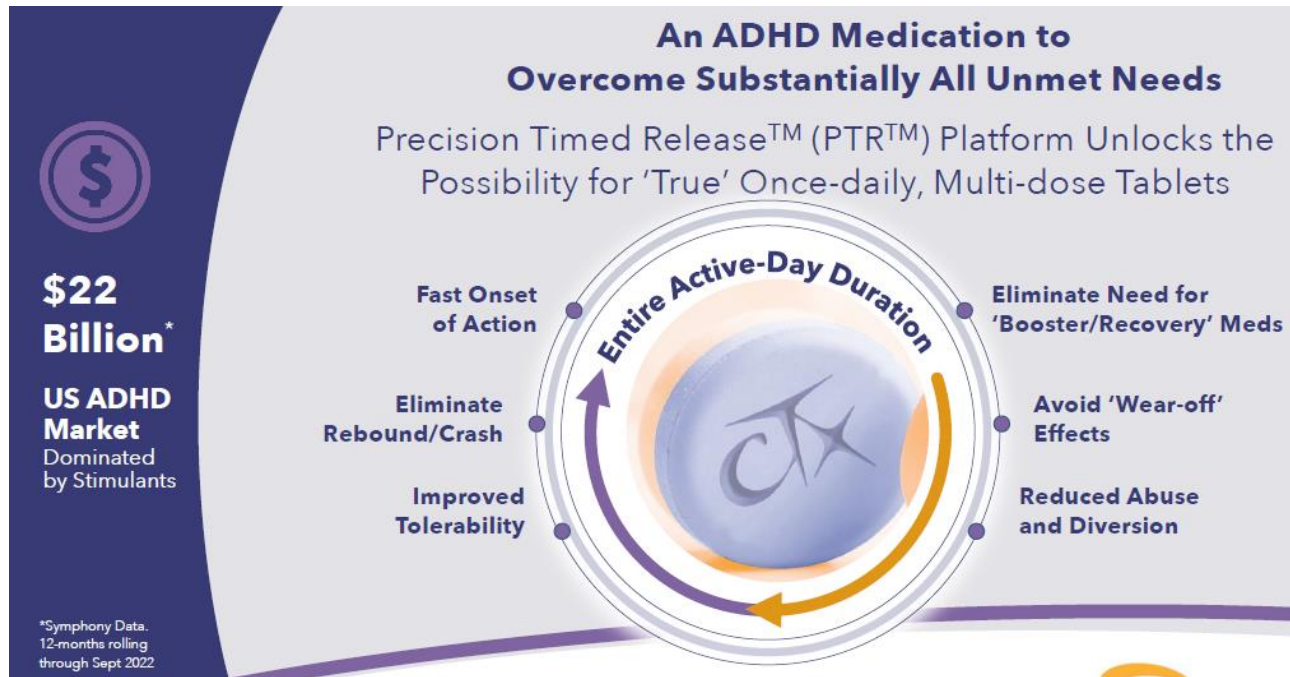 An ADHD Medication to
Overcome Substantially All Unmet Needs
Precision Timed Release™ (PTR™) Platform Unlocks the
Possibility for ‘True’ Once-daily, Multi-dose Tablets
$
$22
Billion*
US ADHD
Market
Dominated
by Stimulants
*Symphony Data.
12-months rolling
through Sept 2022
Entire Active-Day Duration
Fast Onset
of Action
Eliminate
Rebound/Crash
Improved
Tolerability
cTx
Eliminate Need for
‘Booster/Recovery’ Meds
Avoid ‘Wear-off’
Effects
Reduced Abuse
and Diversion